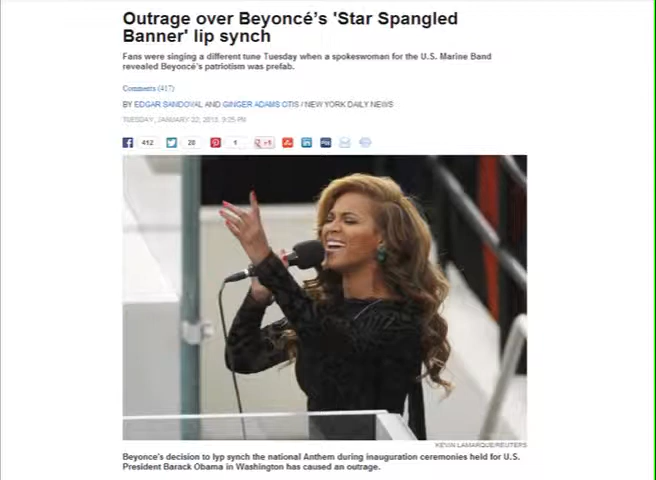 Outrage over Beyoncé's 'Star Spangled
Banner' lip synch
Fans were singing a different tune Tuesday when a spokeswoman for the U.S. Marine Band
revealed Beyoncé's patriotism was prefab.
Comments (417)
BY EDGAR SANDOVAL AND GINGER ADAMS OTIS / NEW YORK DAILY NEWS
TUESDAY, JANUARY 22, 2013, 9:25 PM
412 20 1 +1
KEVIN LAMARQUE/REUTERS
Beyonce's decision to lyp synch the national Anthem during inauguration ceremonies held for U.S.
President Barack Obama in Washington has caused an outrage.